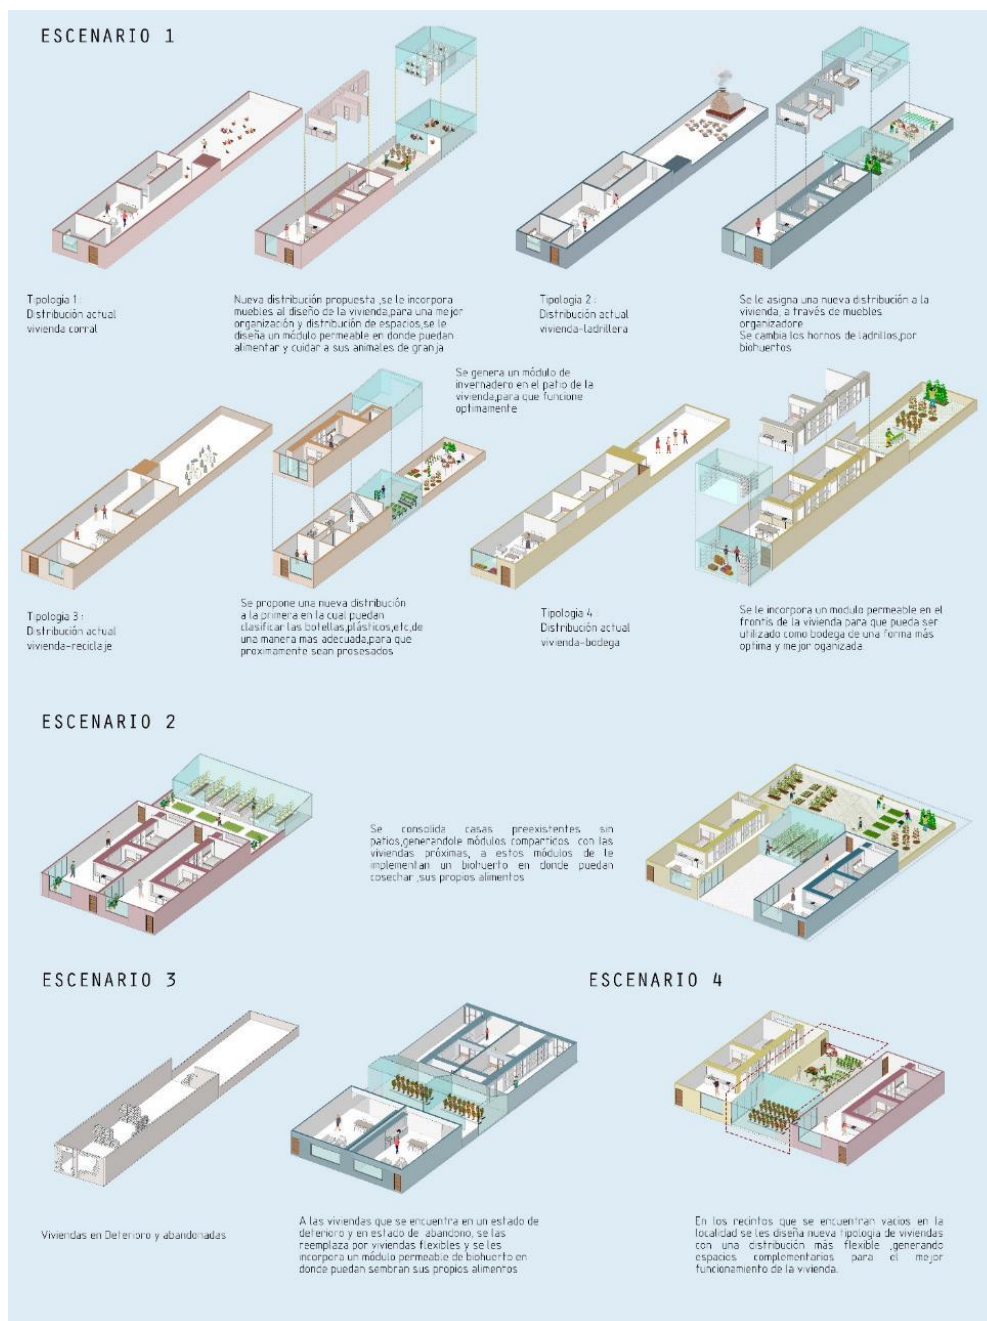 ESCENARIO 1
Tipologia 1 :
Distribución actual
vivienda corral
Nueva distribución propuesta ,se le incorpora
muebles al diseño de la vivienda,para una mejor
organización y distribución de espacios,se le
diseña un módulo permeable en donde puedan
alimentar y cuidar a sus animales de granja
Tipologia 2 :
Distribución actual
vivienda-ladrillera
Se le asigna una nueva distribución a la
vivienda, a través de muebles
organizadore
Se cambia los hornos de ladrillos,por
biohuertos
Se genera un módulo de
invernadero en el patio de la
vivienda,para que funcione
optimamente
Tipologia 3 :
Distribución actual
vivienda-reciclaje
Se propone una nueva distribución
a la primera en la cual puedan
clasificar las botellas,plásticos,etc,de
una manera mas adecuada,para que
proximamente sean prosesados
Tipologia 4 :
Distribución actual
vivienda-bodega
Se le incorpora un modulo permeable en el
frontis de la vivienda para que pueda ser
utilizado como bodega de una forma más
optima y mejor oganizada.
ESCENARIO 2
Se consolida casas preexistentes sin
patios,generandole módulos compartidos con las
viviendas próximas, a estos módulos de le
implementan un biohuerto en donde puedan
cosechar ,sus propios alimentos
ESCENARIO 3
Viviendas en Deterioro y abandonadas
A las viviendas que se encuentra en un estado de
deterioro y en estado de abandono, se las
reemplaza por viviendas flexibles y se les
incorpora un módulo permeable de biohuerto en
donde puedan sembran sus propios alimentos
ESCENARIO 4
En los recintos que se encuentran vacios en la
localidad se les diseña nueva tipología de viviendas
con una distribución más flexible ,generando
espacios complementarios para el mejor
funcionamiento de la vivienda.